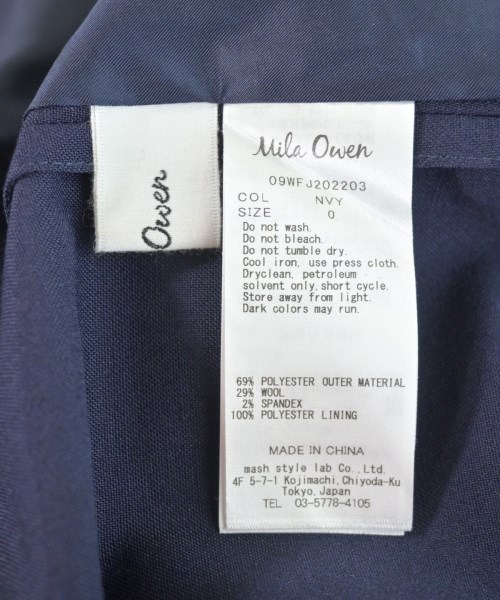 Owen
Mila Owen
09WFJ202203
COL NVY
SIZE 0
Do not wash.
Do not bleach.
Do not tumble dry.
Cool iron, use press cloth.
Dryclean, petroleum
solvent only, short cycle.
Store away from light.
Dark colors may run.
69% POLYESTER OUTER MATERIAL
29% WOOL
2% SPANDEX
100% POLYESTER LINING
MADE IN CHINA
mash style lab Co., Ltd.
4F 5-7-1 Kojimachi, Chiyoda-Ku
Tokyo, Japan
TEL 03-5778-4105